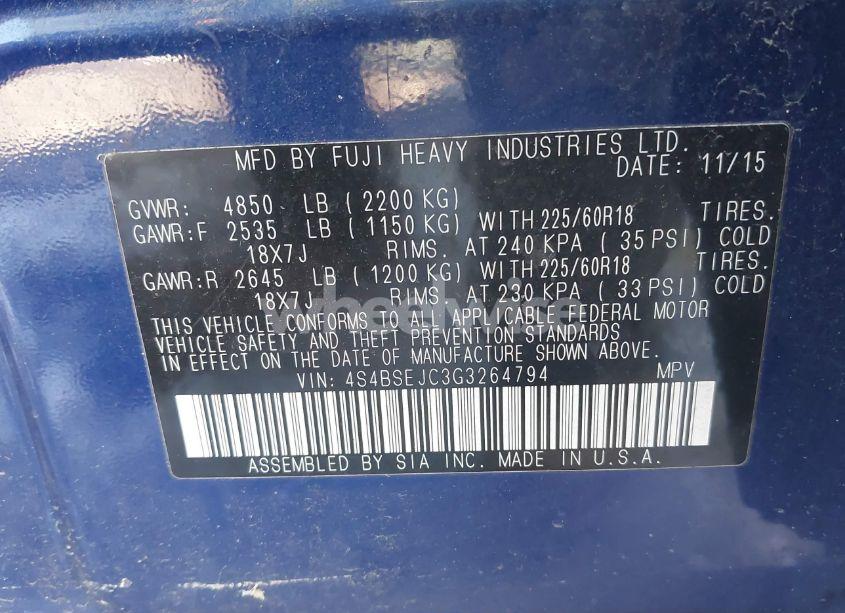 MFD BY FUJI HEAVY INDUSTRIES LTD.
DATE: 11/15
GVWR: 4850 LB ( 2200 KG)
GAWR:F 2535 LB ( 1150 KG) WITH 225/60R18 TIRES.
18X7J RIMS. AT 240 KPA ( 35 PSI) COLD
GAWR:R 2645 LB ( 1200 KG) WITH 225/60R18 TIRES.
18X7J RIMS. AT 230 KPA ( 33 PSI) COLD
wheelwise
THIS VEHICLE CONFORMS TO ALL APPLICABLE FEDERAL MOTOR
VEHICLE SAFETY AND THEFT PREVENTION STANDARDS
IN EFFECT ON THE DATE OF MANUFACTURE SHOWN ABOVE.
VIN: 4S4BSEJC3G3264794 MPV
ASSEMBLED BY SIA INC. MADE IN U.S.A.